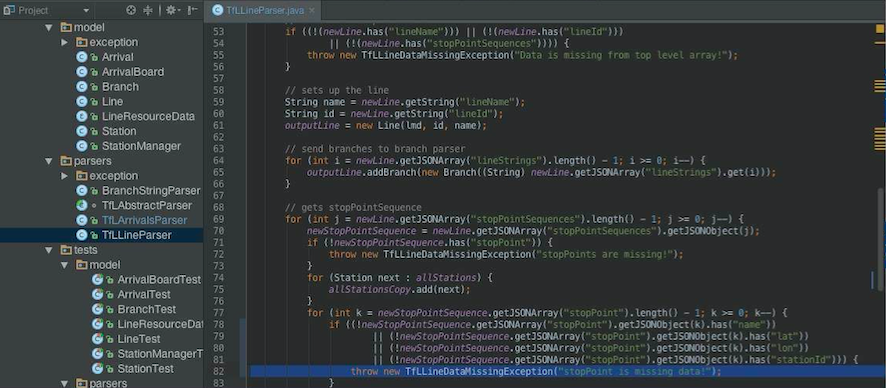 Project
TfLLineParser.java
model
exception
Arrival
ArrivalBoard
Branch
Line
LineResourceData
Station
StationManager
parsers
exception
BranchStringParser
TfLAbstractParser
TfLArrivalsParser
TfLLineParser
tests
model
ArrivalBoardTest
ArrivalTest
BranchTest
LineResourceDat
LineTest
StationManagerT
StationTest
parsers
53 if ((!(newLine.has("lineName"))) || (!(newLine.has("lineId")))
54 || (!(newLine.has("stopPointSequences")))) {
55 throw new TfLLineDataMissingException("Data is missing from top level array!");
56 }
57
58 // sets up the line
59 String name = newLine.getString("lineName");
60 String id = newLine.getString("lineId");
61 outputLine = new Line(lmd, id, name);
62
63 // send branches to branch parser
64 for (int i = newLine.getJSONArray("lineStrings").length() - 1; i >= 0; i--) {
65 outputLine.addBranch(new Branch((String) newLine.getJSONArray("lineStrings").get(i)));
66 }
67
68 // gets stopPointSequence
69 for (int j = newLine.getJSONArray("stopPointSequences").length() - 1; j >= 0; j--) {
70 newStopPointSequence = newLine.getJSONArray("stopPointSequences").getJSONObject(j);
71 if (!newStopPointSequence.has("stopPoint")) {
72 throw new TfLLineDataMissingException("stopPoints are missing!");
73 }
74 for (Station next : allStations) {
75 allStationsCopy.add(next);
76 }
77 for (int k = newStopPointSequence.getJSONArray("stopPoint").length() - 1; k >= 0; k--) {
78 if ((!newStopPointSequence.getJSONArray("stopPoint").getJSONObject(k).has("name"))
79 || (!newStopPointSequence.getJSONArray("stopPoint").getJSONObject(k).has("lat"))
80 || (!newStopPointSequence.getJSONArray("stopPoint").getJSONObject(k).has("lon"))
81 || (!newStopPointSequence.getJSONArray("stopPoint").getJSONObject(k).has("stationId"))) {
82 throw new TfLLineDataMissingException("stopPoint is missing data!");
83 }